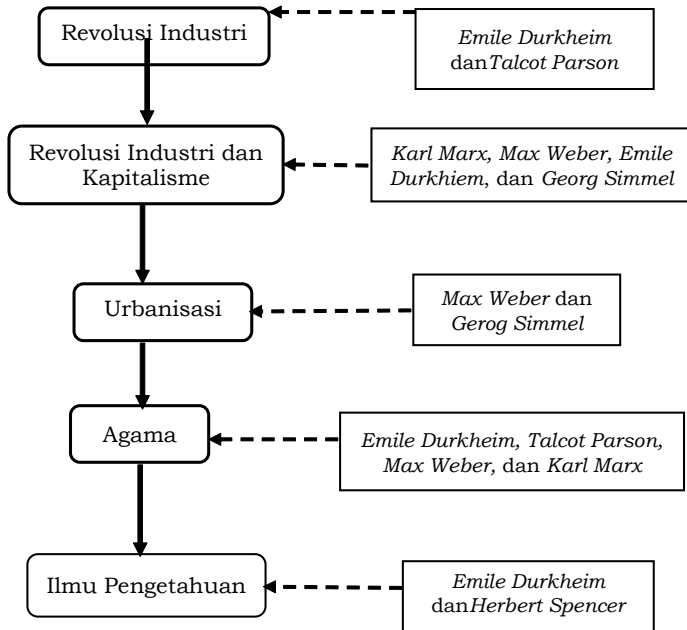 Revolusi Industri
Emile Durkheim
danTalcot Parson
Revolusi Industri dan
Kapitalisme
Karl Marx, Max Weber, Emile
Durkhiem, dan Georg Simmel
Urbanisasi
Max Weber dan
Gerog Simmel
Agama
Emile Durkheim, Talcot Parson,
Max Weber, dan Karl Marx
Ilmu Pengetahuan
Emile Durkheim
danHerbert Spencer